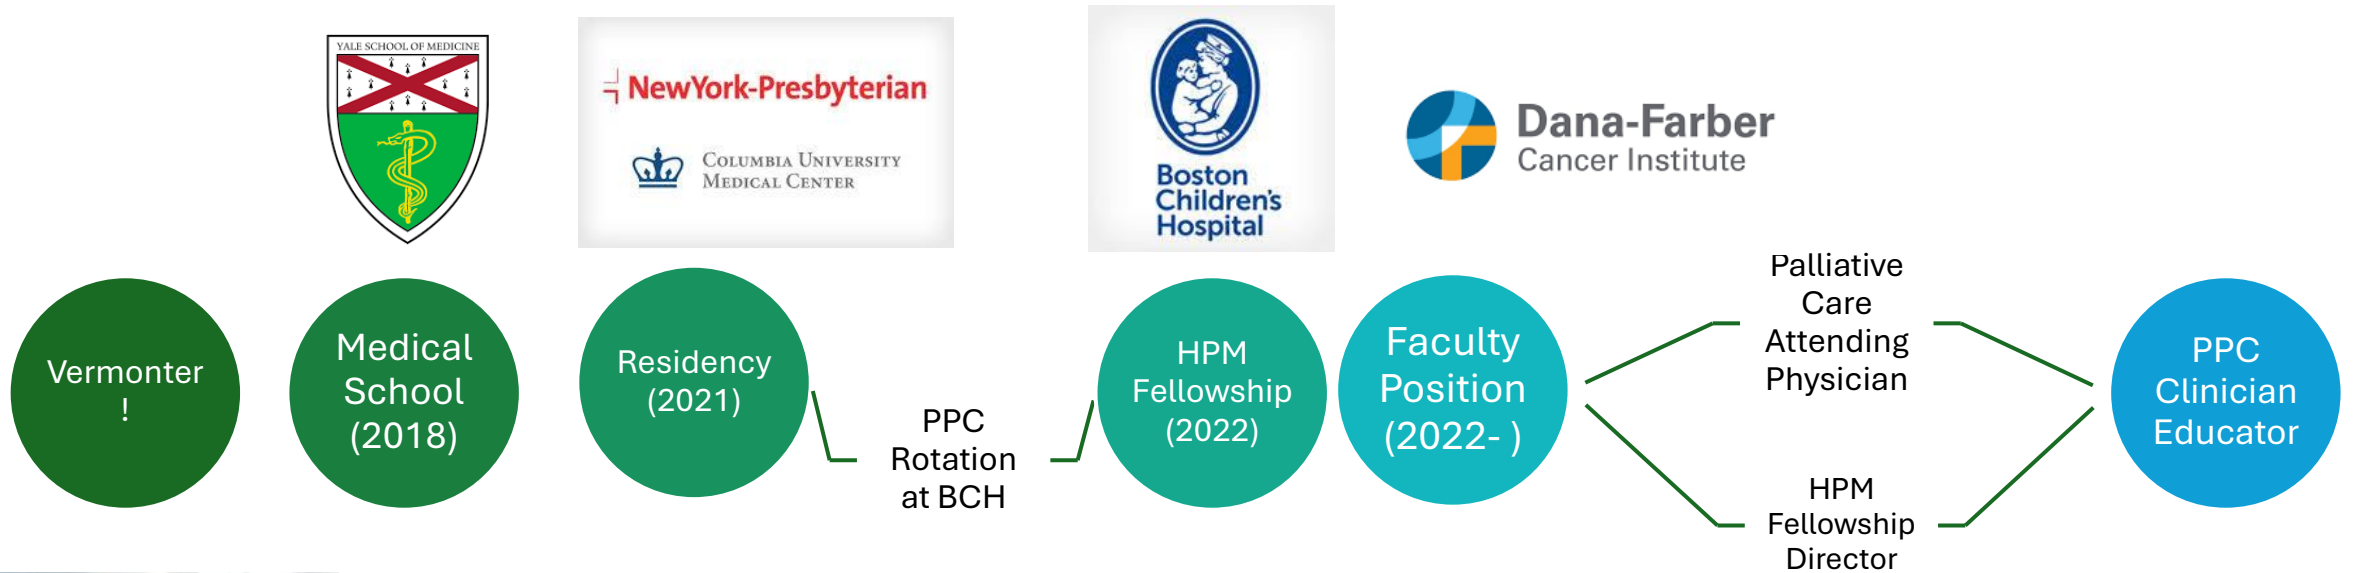 YALE SCHOOL OF MEDICINE
NewYork-Presbyterian
COLUMBIA UNIVERSITY
MEDICAL CENTER
Boston
Children's
Hospital
Dana-Farber
Cancer Institute
Vermonter
!
Medical
School
(2018)
Residency
(2021)
PPC
Rotation
at BCH
HPM
Fellowship
(2022)
Faculty
Position
(2022- )
Palliative
Care
Attending
Physician
HPM
Fellowship
Director
PPC
Clinician
Educator